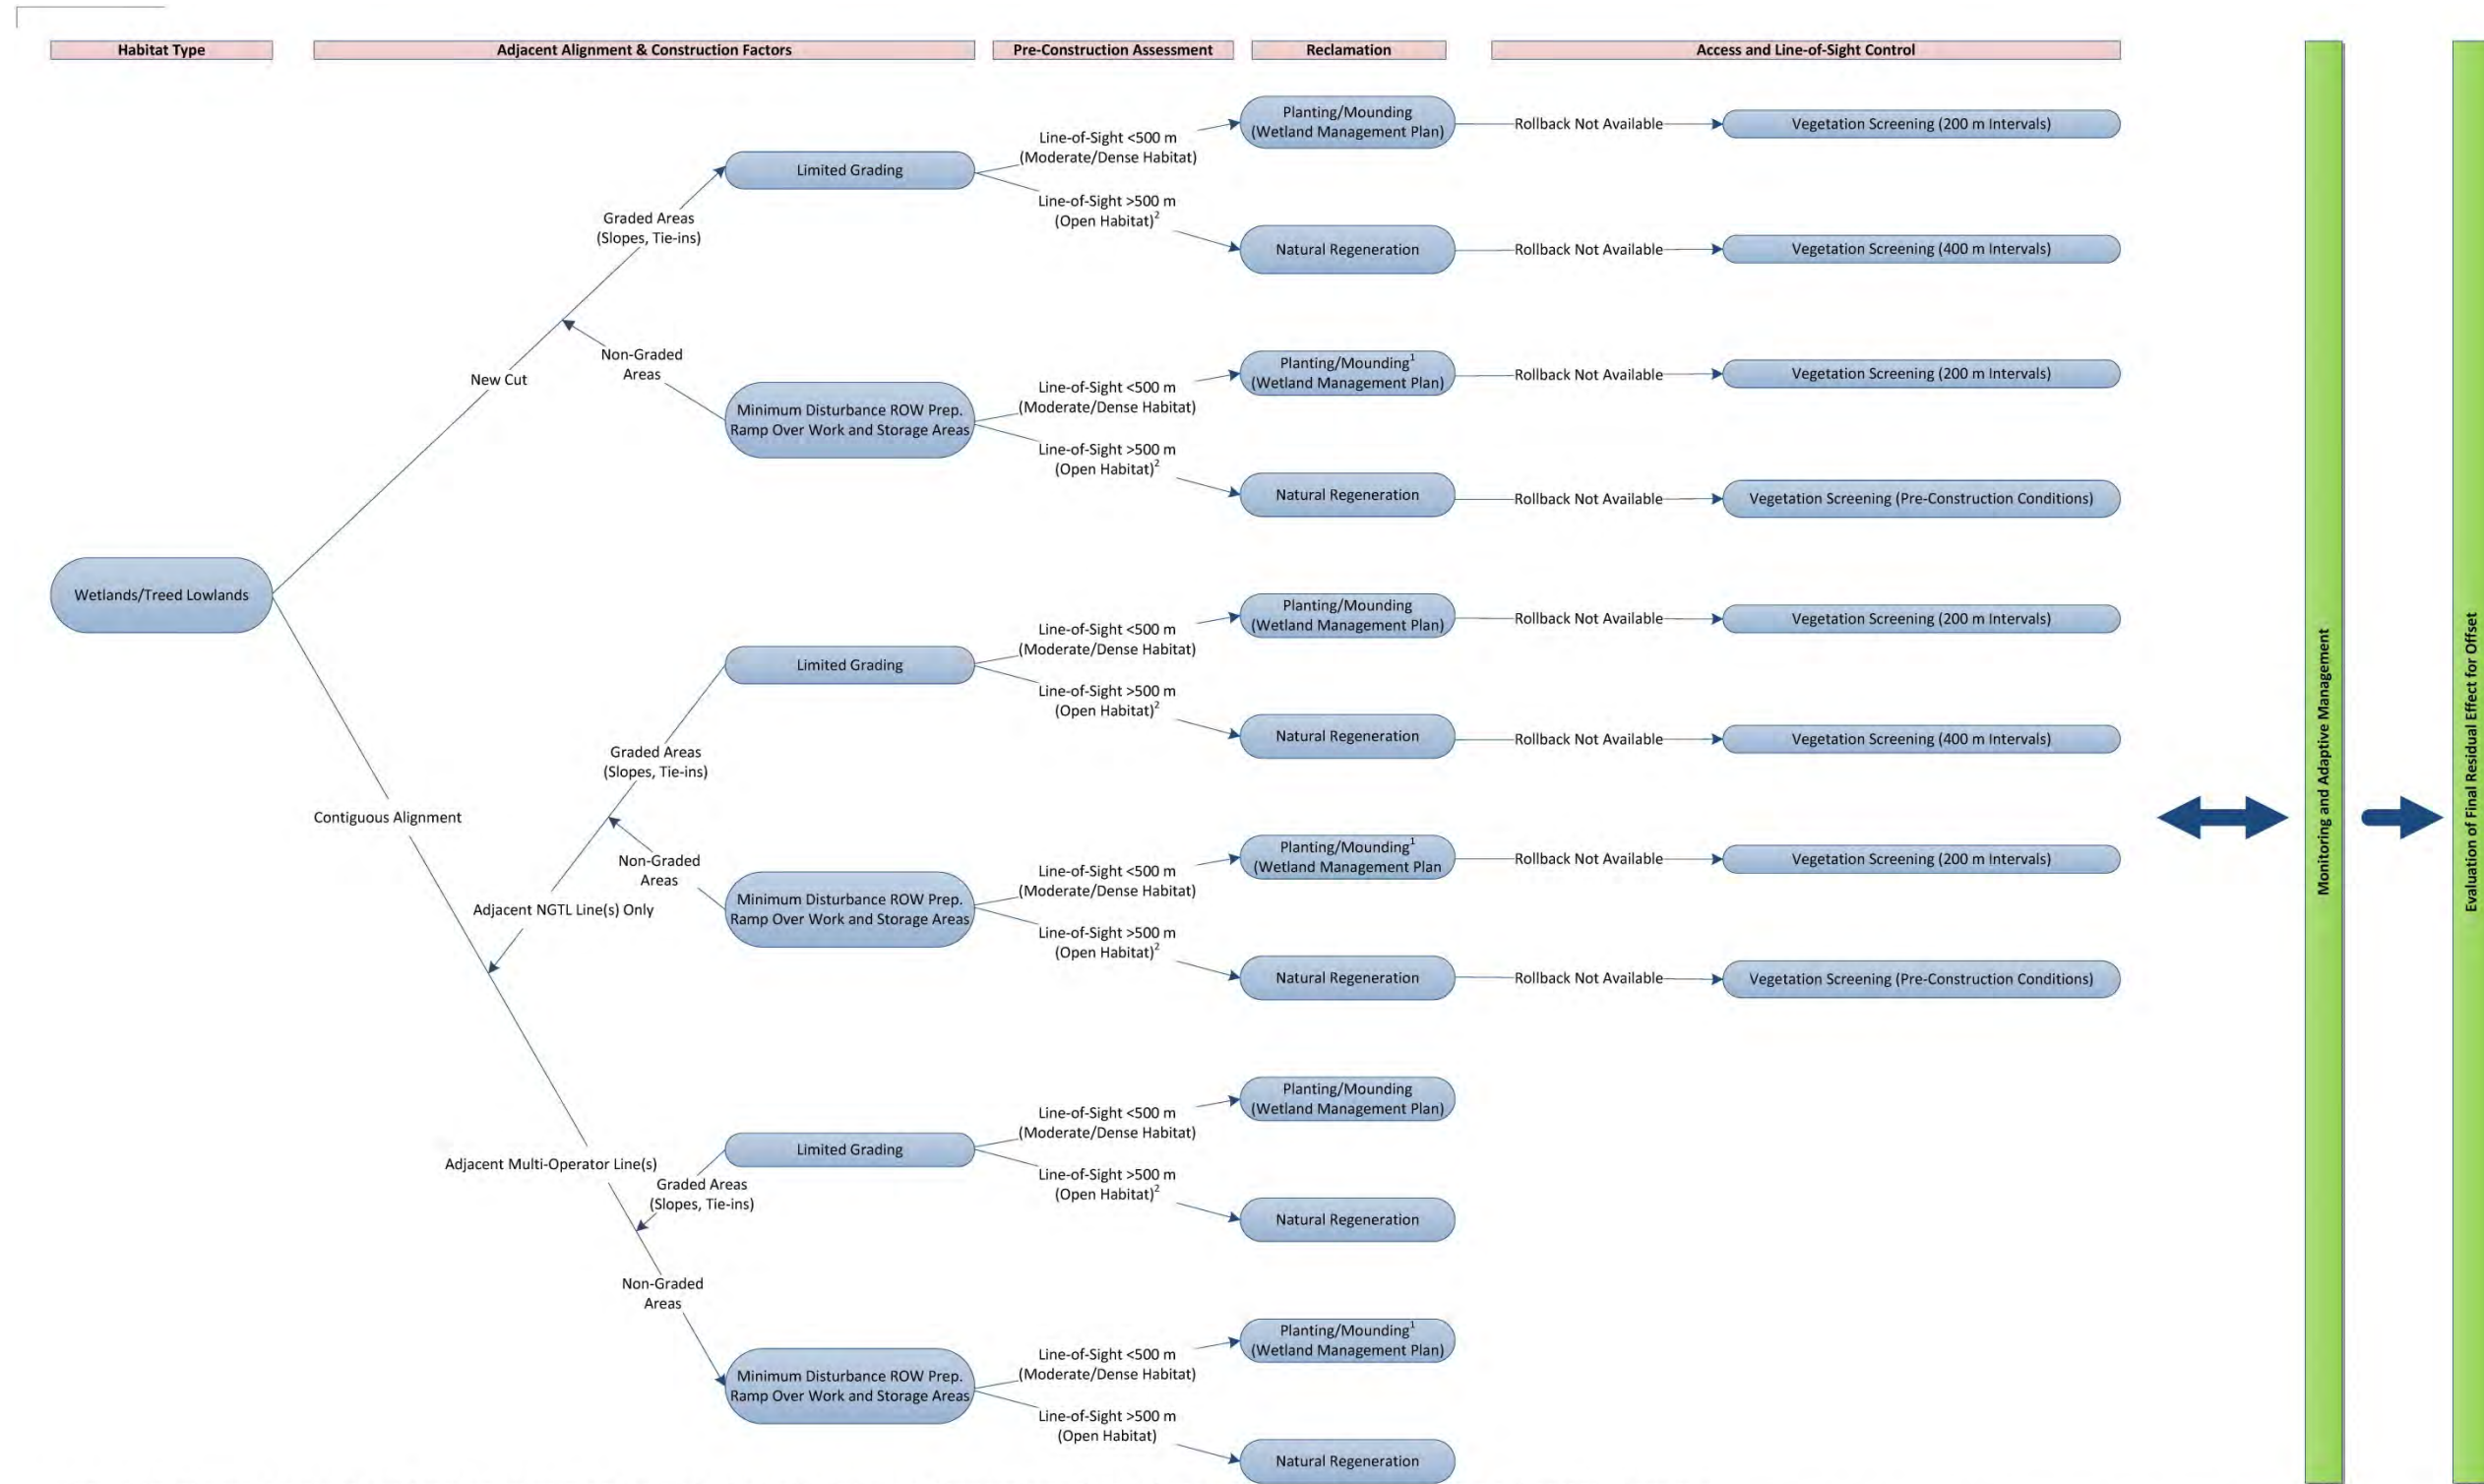 Habitat Type
Adjacent Alignment & Construction Factors
Pre-Construction Assessment
Reclamation
Access and Line-of-Sight Control
Wetlands/Treed Lowlands
New Cut
Graded Areas
(Slopes, Tie-ins)
Limited Grading
Line-of-Sight <500 m
(Moderate/Dense Habitat)
Planting/Mounding
(Wetland Management Plan)
Rollback Not Available
Vegetation Screening (200 m Intervals)
Line-of-Sight >500 m
(Open Habitat)²
Natural Regeneration
Rollback Not Available
Vegetation Screening (400 m Intervals)
Non-Graded
Areas
Minimum Disturbance ROW Prep.
Ramp Over Work and Storage Areas
Line-of-Sight <500 m
(Moderate/Dense Habitat)
Planting/Mounding¹
(Wetland Management Plan)
Rollback Not Available
Vegetation Screening (200 m Intervals)
Line-of-Sight >500 m
(Open Habitat)²
Natural Regeneration
Rollback Not Available
Vegetation Screening (Pre-Construction Conditions)
Contiguous Alignment
Adjacent NGTL Line(s) Only
Graded Areas
(Slopes, Tie-ins)
Limited Grading
Line-of-Sight <500 m
(Moderate/Dense Habitat)
Planting/Mounding
(Wetland Management Plan)
Rollback Not Available
Vegetation Screening (200 m Intervals)
Line-of-Sight >500 m
(Open Habitat)²
Natural Regeneration
Rollback Not Available
Vegetation Screening (400 m Intervals)
Non-Graded
Areas
Minimum Disturbance ROW Prep.
Ramp Over Work and Storage Areas
Line-of-Sight <500 m
(Moderate/Dense Habitat)
Planting/Mounding¹
(Wetland Management Plan
Rollback Not Available
Vegetation Screening (200 m Intervals)
Line-of-Sight >500 m
(Open Habitat)²
Natural Regeneration
Rollback Not Available
Vegetation Screening (Pre-Construction Conditions)
Adjacent Multi-Operator Line(s)
Graded Areas
(Slopes, Tie-ins)
Limited Grading
Line-of-Sight <500 m
(Moderate/Dense Habitat)
Planting/Mounding
(Wetland Management Plan)
Line-of-Sight >500 m
(Open Habitat)²
Natural Regeneration
Non-Graded
Areas
Minimum Disturbance ROW Prep.
Ramp Over Work and Storage Areas
Line-of-Sight <500 m
(Moderate/Dense Habitat)
Planting/Mounding¹
(Wetland Management Plan)
Line-of-Sight >500 m
(Open Habitat)
Natural Regeneration
Monitoring and Adaptive Management
Evaluation of Final Residual Effect for Offset